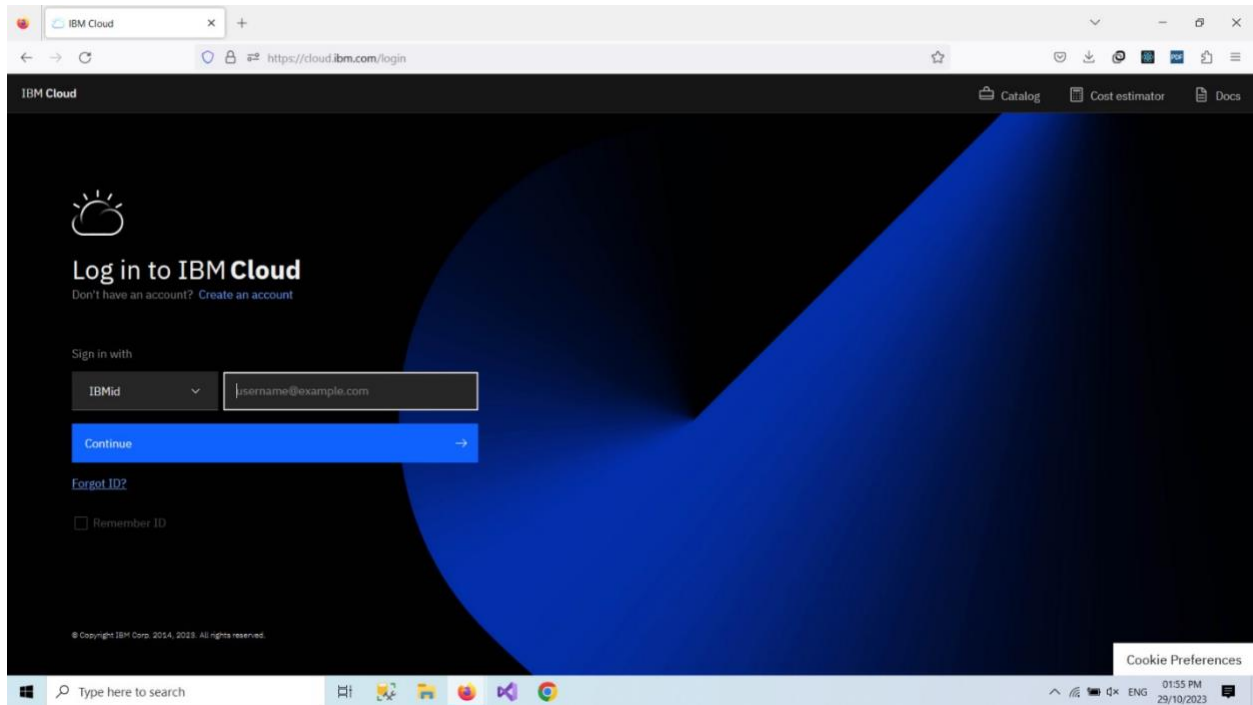 IBM Cloud
https://cloud.ibm.com/login
IBM Cloud
Catalog
Cost estimator
Docs
Log in to IBM Cloud
Don't have an account? Create an account
Sign in with
IBMid
username@example.com
Continue
Forgot ID?
Remember ID
© Copyright IBM Corp. 2014, 2023. All rights reserved.
Cookie Preferences
Type here to search
ENG
01:55 PM
29/10/2023